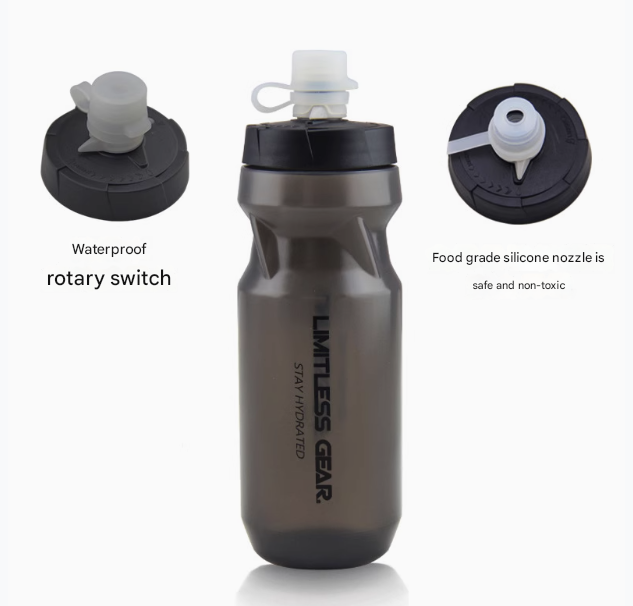 Waterproof
rotary switch
Food grade silicone nozzle is
safe and non-toxic
LIMITLESS GEAR.
STAY HYDRATED